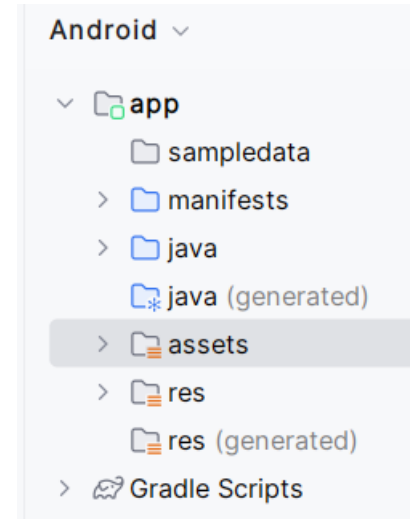 Android
app
sampledata
manifests
java
java (generated)
assets
res
res (generated)
Gradle Scripts